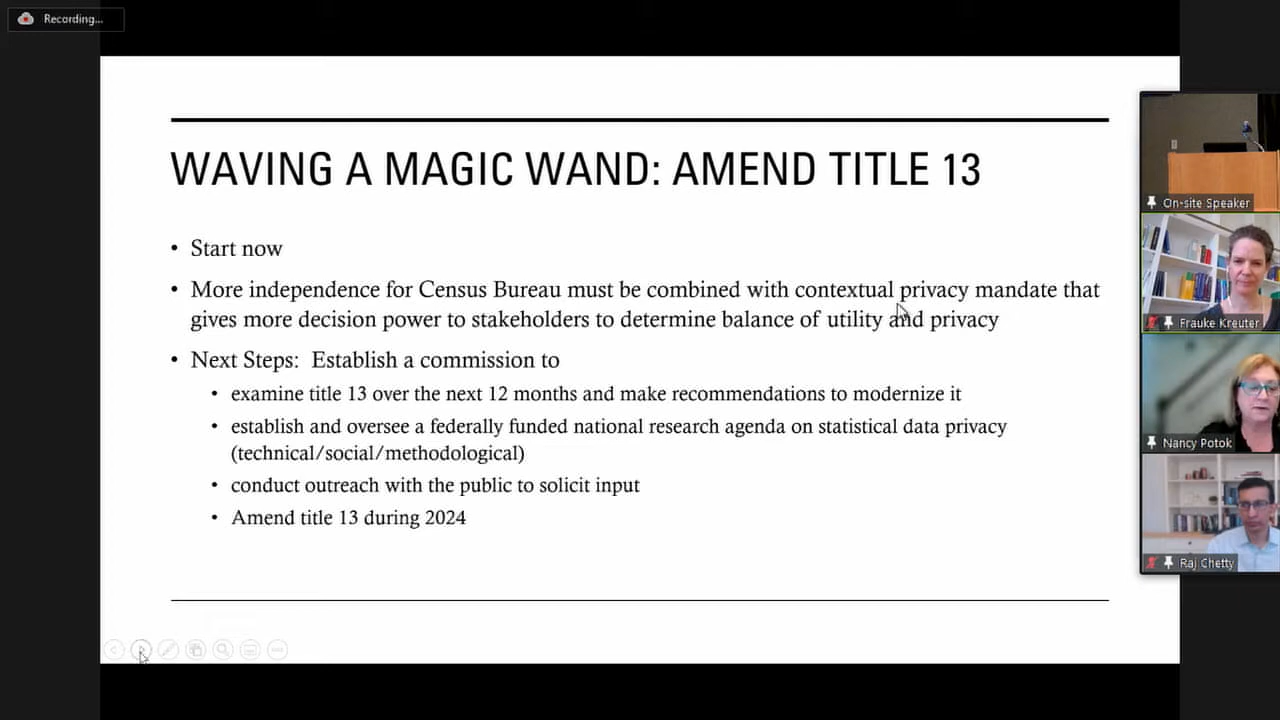 Recording...
WAVING A MAGIC WAND: AMEND TITLE 13
• Start now
• More independence for Census Bureau must be combined with contextual privacy mandate that
gives more decision power to stakeholders to determine balance of utility and privacy
• Next Steps: Establish a commission to
• examine title 13 over the next 12 months and make recommendations to modernize it
• establish and oversee a federally funded national research agenda on statistical data privacy
(technical/social/methodological)
• conduct outreach with the public to solicit input
• Amend title 13 during 2024
On-site Speaker
Frauke Kreuter
Nancy Potok
Raj Chetty